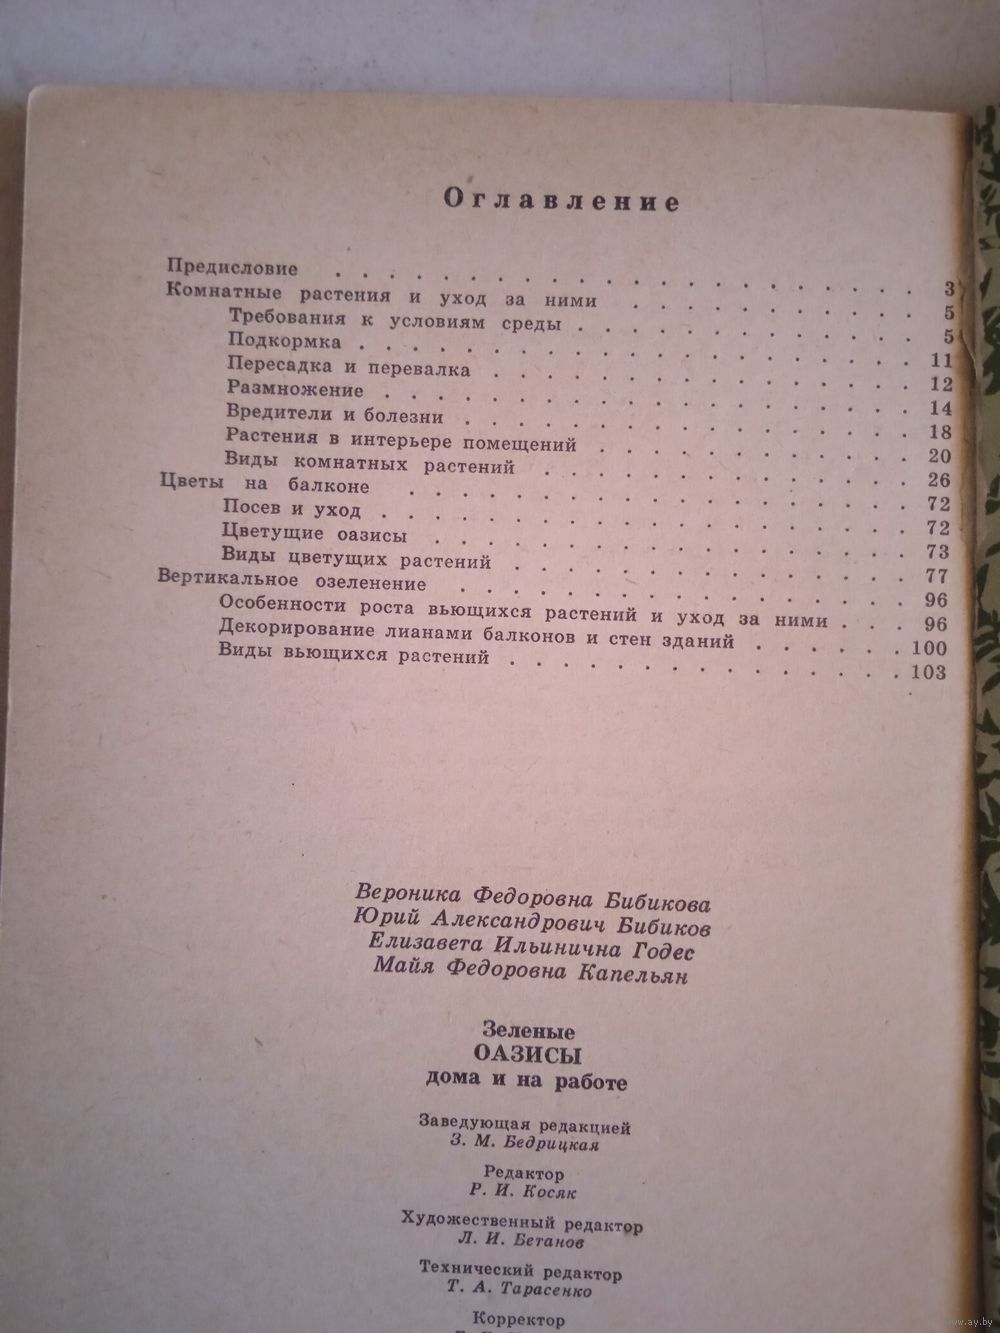 Оглавление
Предисловие . . . . . . . . . . . . . . . . . . . . . . 3
Комнатные растения и уход за ними . . . . . . . . . . . . 5
Требования к условиям среды . . . . . . . . . . . . . . 5
Подкормка . . . . . . . . . . . . . . . . . . . . . . 11
Пересадка и перевалка . . . . . . . . . . . . . . . . . 12
Размножение . . . . . . . . . . . . . . . . . . . . . 14
Вредители и болезни . . . . . . . . . . . . . . . . . . 18
Растения в интерьере помещений . . . . . . . . . . . . 20
Виды комнатных растений . . . . . . . . . . . . . . 26
Цветы на балконе . . . . . . . . . . . . . . . . . . . 72
Посев и уход . . . . . . . . . . . . . . . . . . . . 72
Цветущие оазисы . . . . . . . . . . . . . . . . . . 73
Виды цветущих растений . . . . . . . . . . . . . . . 77
Вертикальное озеленение . . . . . . . . . . . . . . . . 96
Особенности роста вьющихся растений и уход за ними . . . 96
Декорирование лианами балконов и стен зданий . . . . . . 100
Виды вьющихся растений . . . . . . . . . . . . . . . 103
Вероника Федоровна Бибикова
Юрий Александрович Бибиков
Елизавета Ильинична Годес
Майя Федоровна Капельян
Зеленые
ОАЗИСЫ
дома и на работе
Заведующая редакцией
З. М. Бедрицкая
Редактор
Р. И. Косяк
Художественный редактор
Л. И. Бетанов
Технический редактор
Т. А. Тарасенко
Корректор
www.ay.by